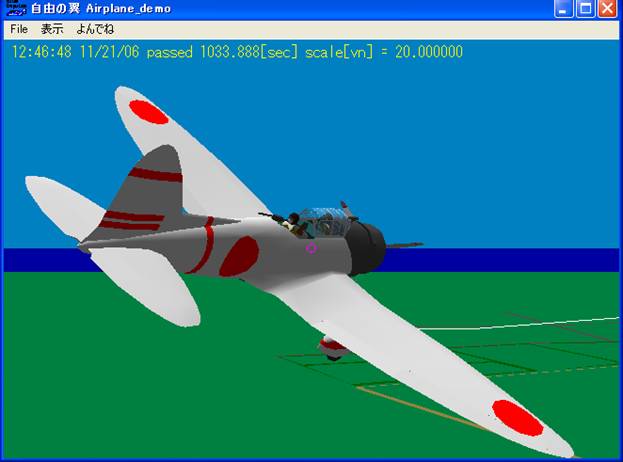 自由の翼 Airplane_demo
File 表示 よんでね
12:46:48 11/21/06 passed 1033.888[sec] scale[vn] = 20.000000